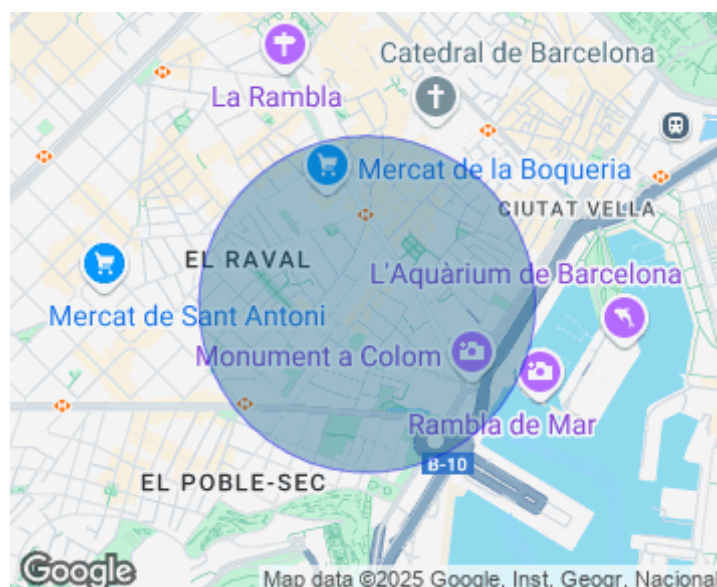 Catedral de Barcelona
La Rambla
Mercat de la Boqueria
CIUTAT VELLA
EL RAVAL
L'Aquàrium de Barcelona
Mercat de Sant Antoni
Monument a Colom
Rambla de Mar
B-10
EL POBLE-SEC
Google
Map data ©2025 Google, Inst. Geogr. Nacional